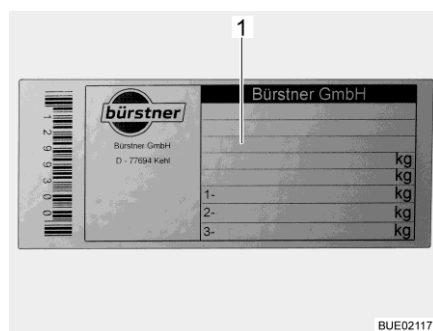 1
Bürstner GmbH
bürstner
Bürstner GmbH
D - 77694 Kehl
kg
kg
1- kg
2- kg
3- kg
1299300
BUE02117